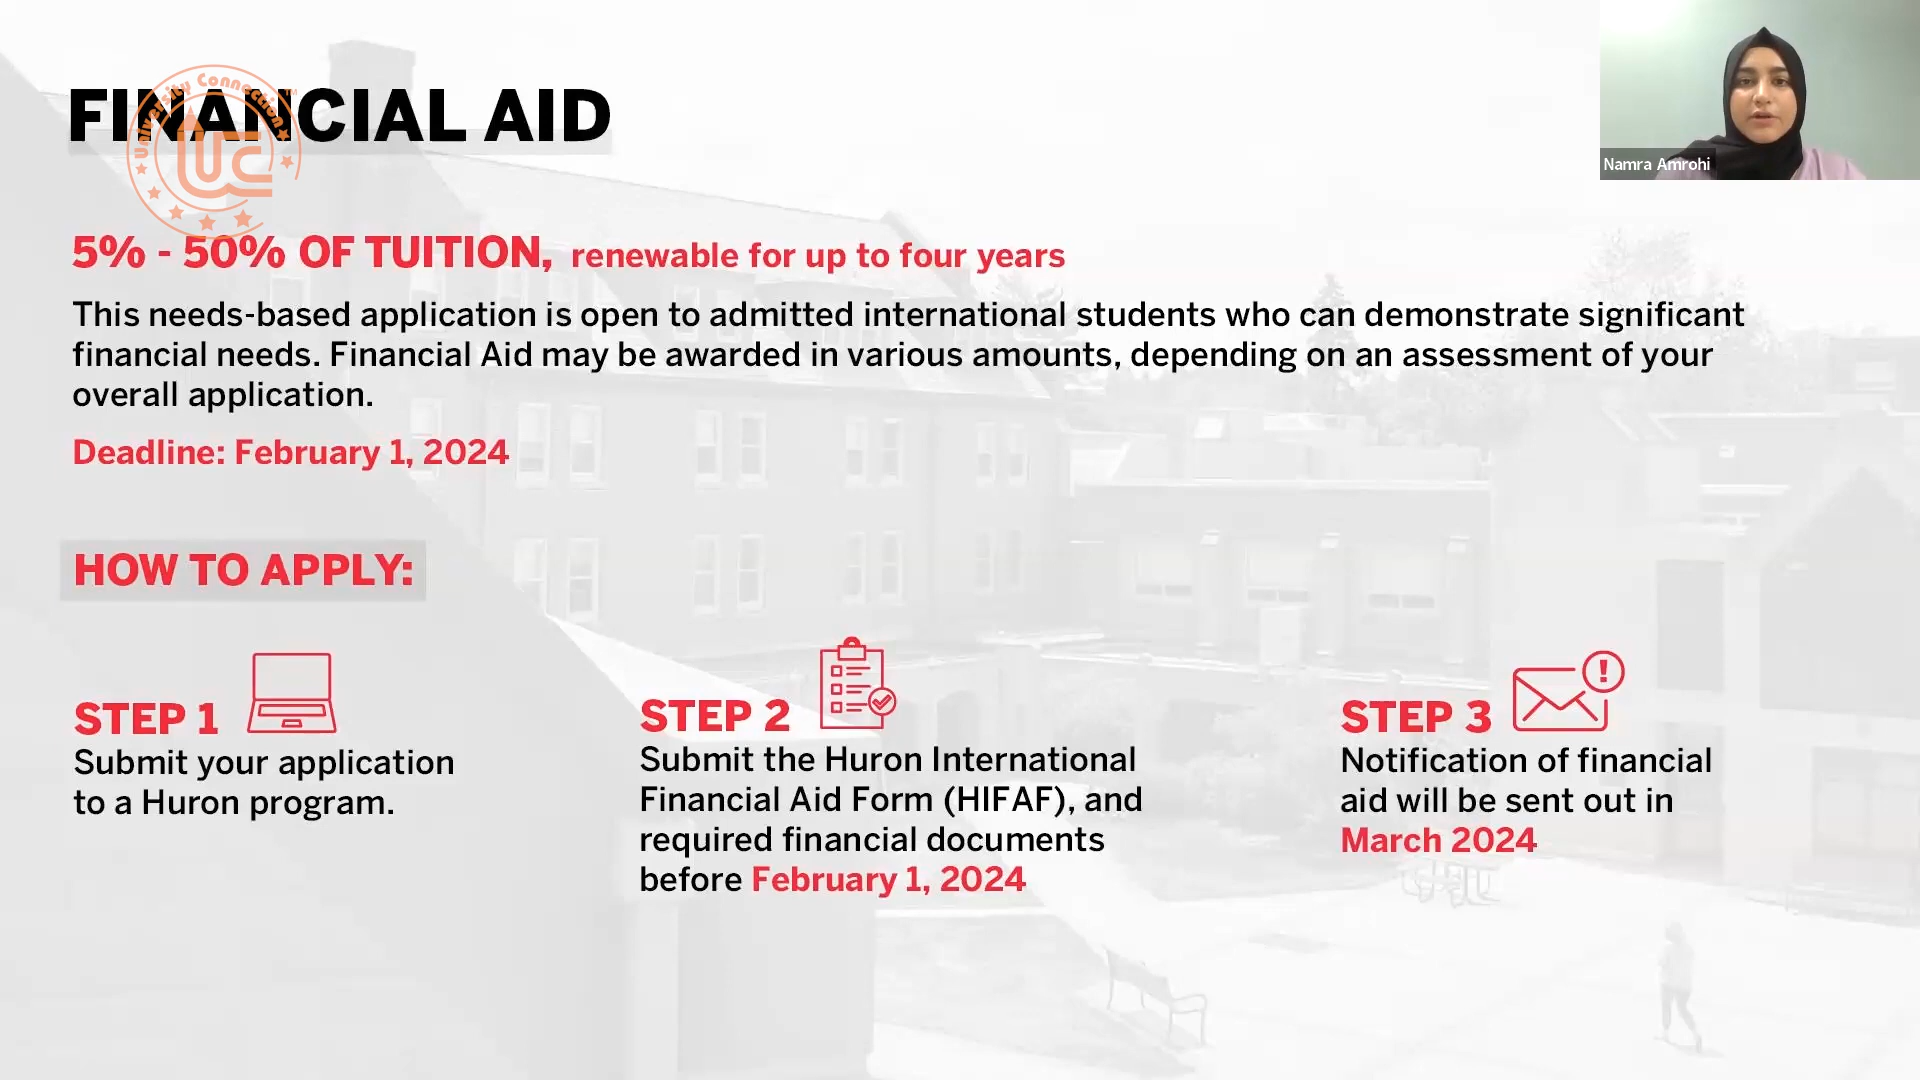 FINANCIAL AID
University Connection™
UC
Namra Amrohi
5% - 50% OF TUITION, renewable for up to four years
This needs-based application is open to admitted international students who can demonstrate significant
financial needs. Financial Aid may be awarded in various amounts, depending on an assessment of your
overall application.
Deadline: February 1, 2024
HOW TO APPLY:
STEP 1
Submit your application
to a Huron program.
STEP 2
Submit the Huron International
Financial Aid Form (HIFAF), and
required financial documents
before February 1, 2024
STEP 3
Notification of financial
aid will be sent out in
March 2024